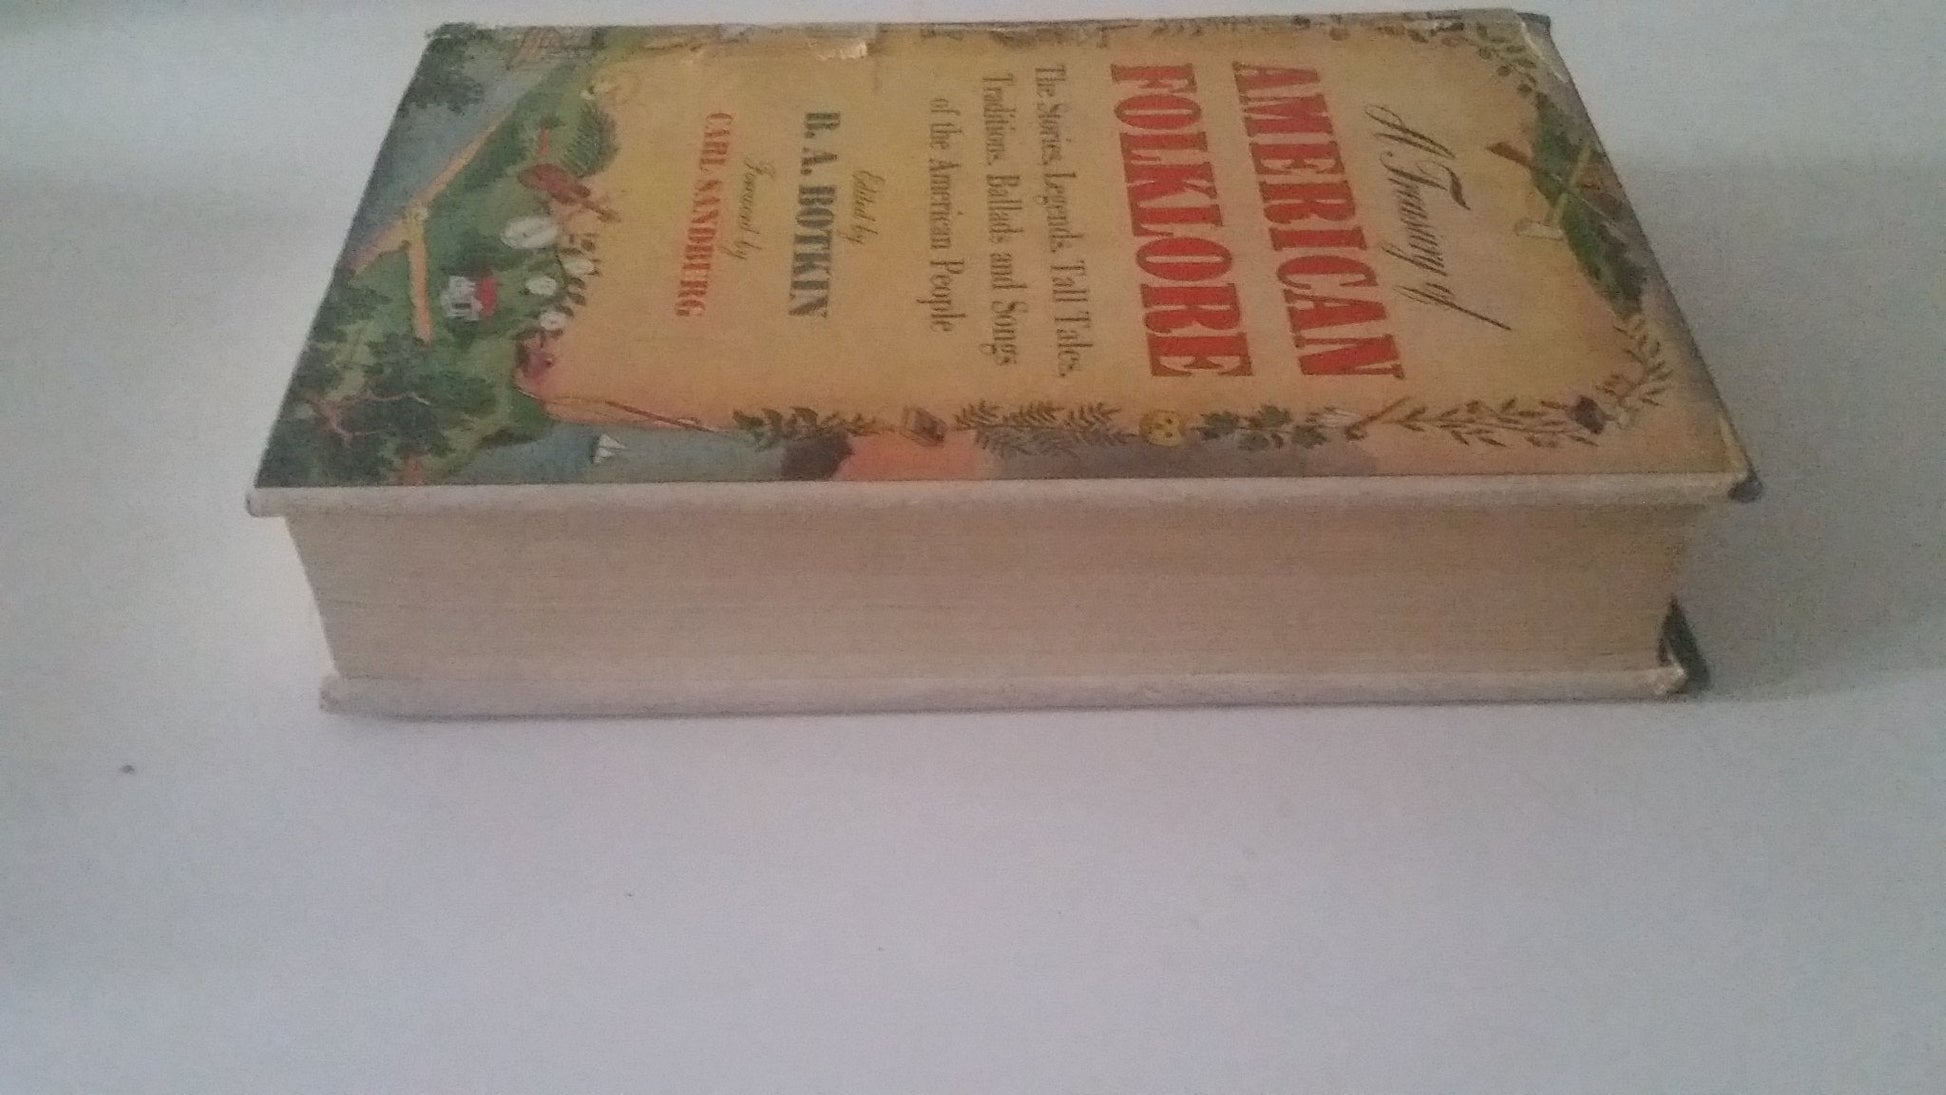 A Treasury of
AMERICAN
FOLKLORE
The Stories, Legends, Tall Tales,
Traditions, Ballads and Songs
of the American People
Edited by
B. A. BOTKIN
Foreword by
CARL SANDBURG